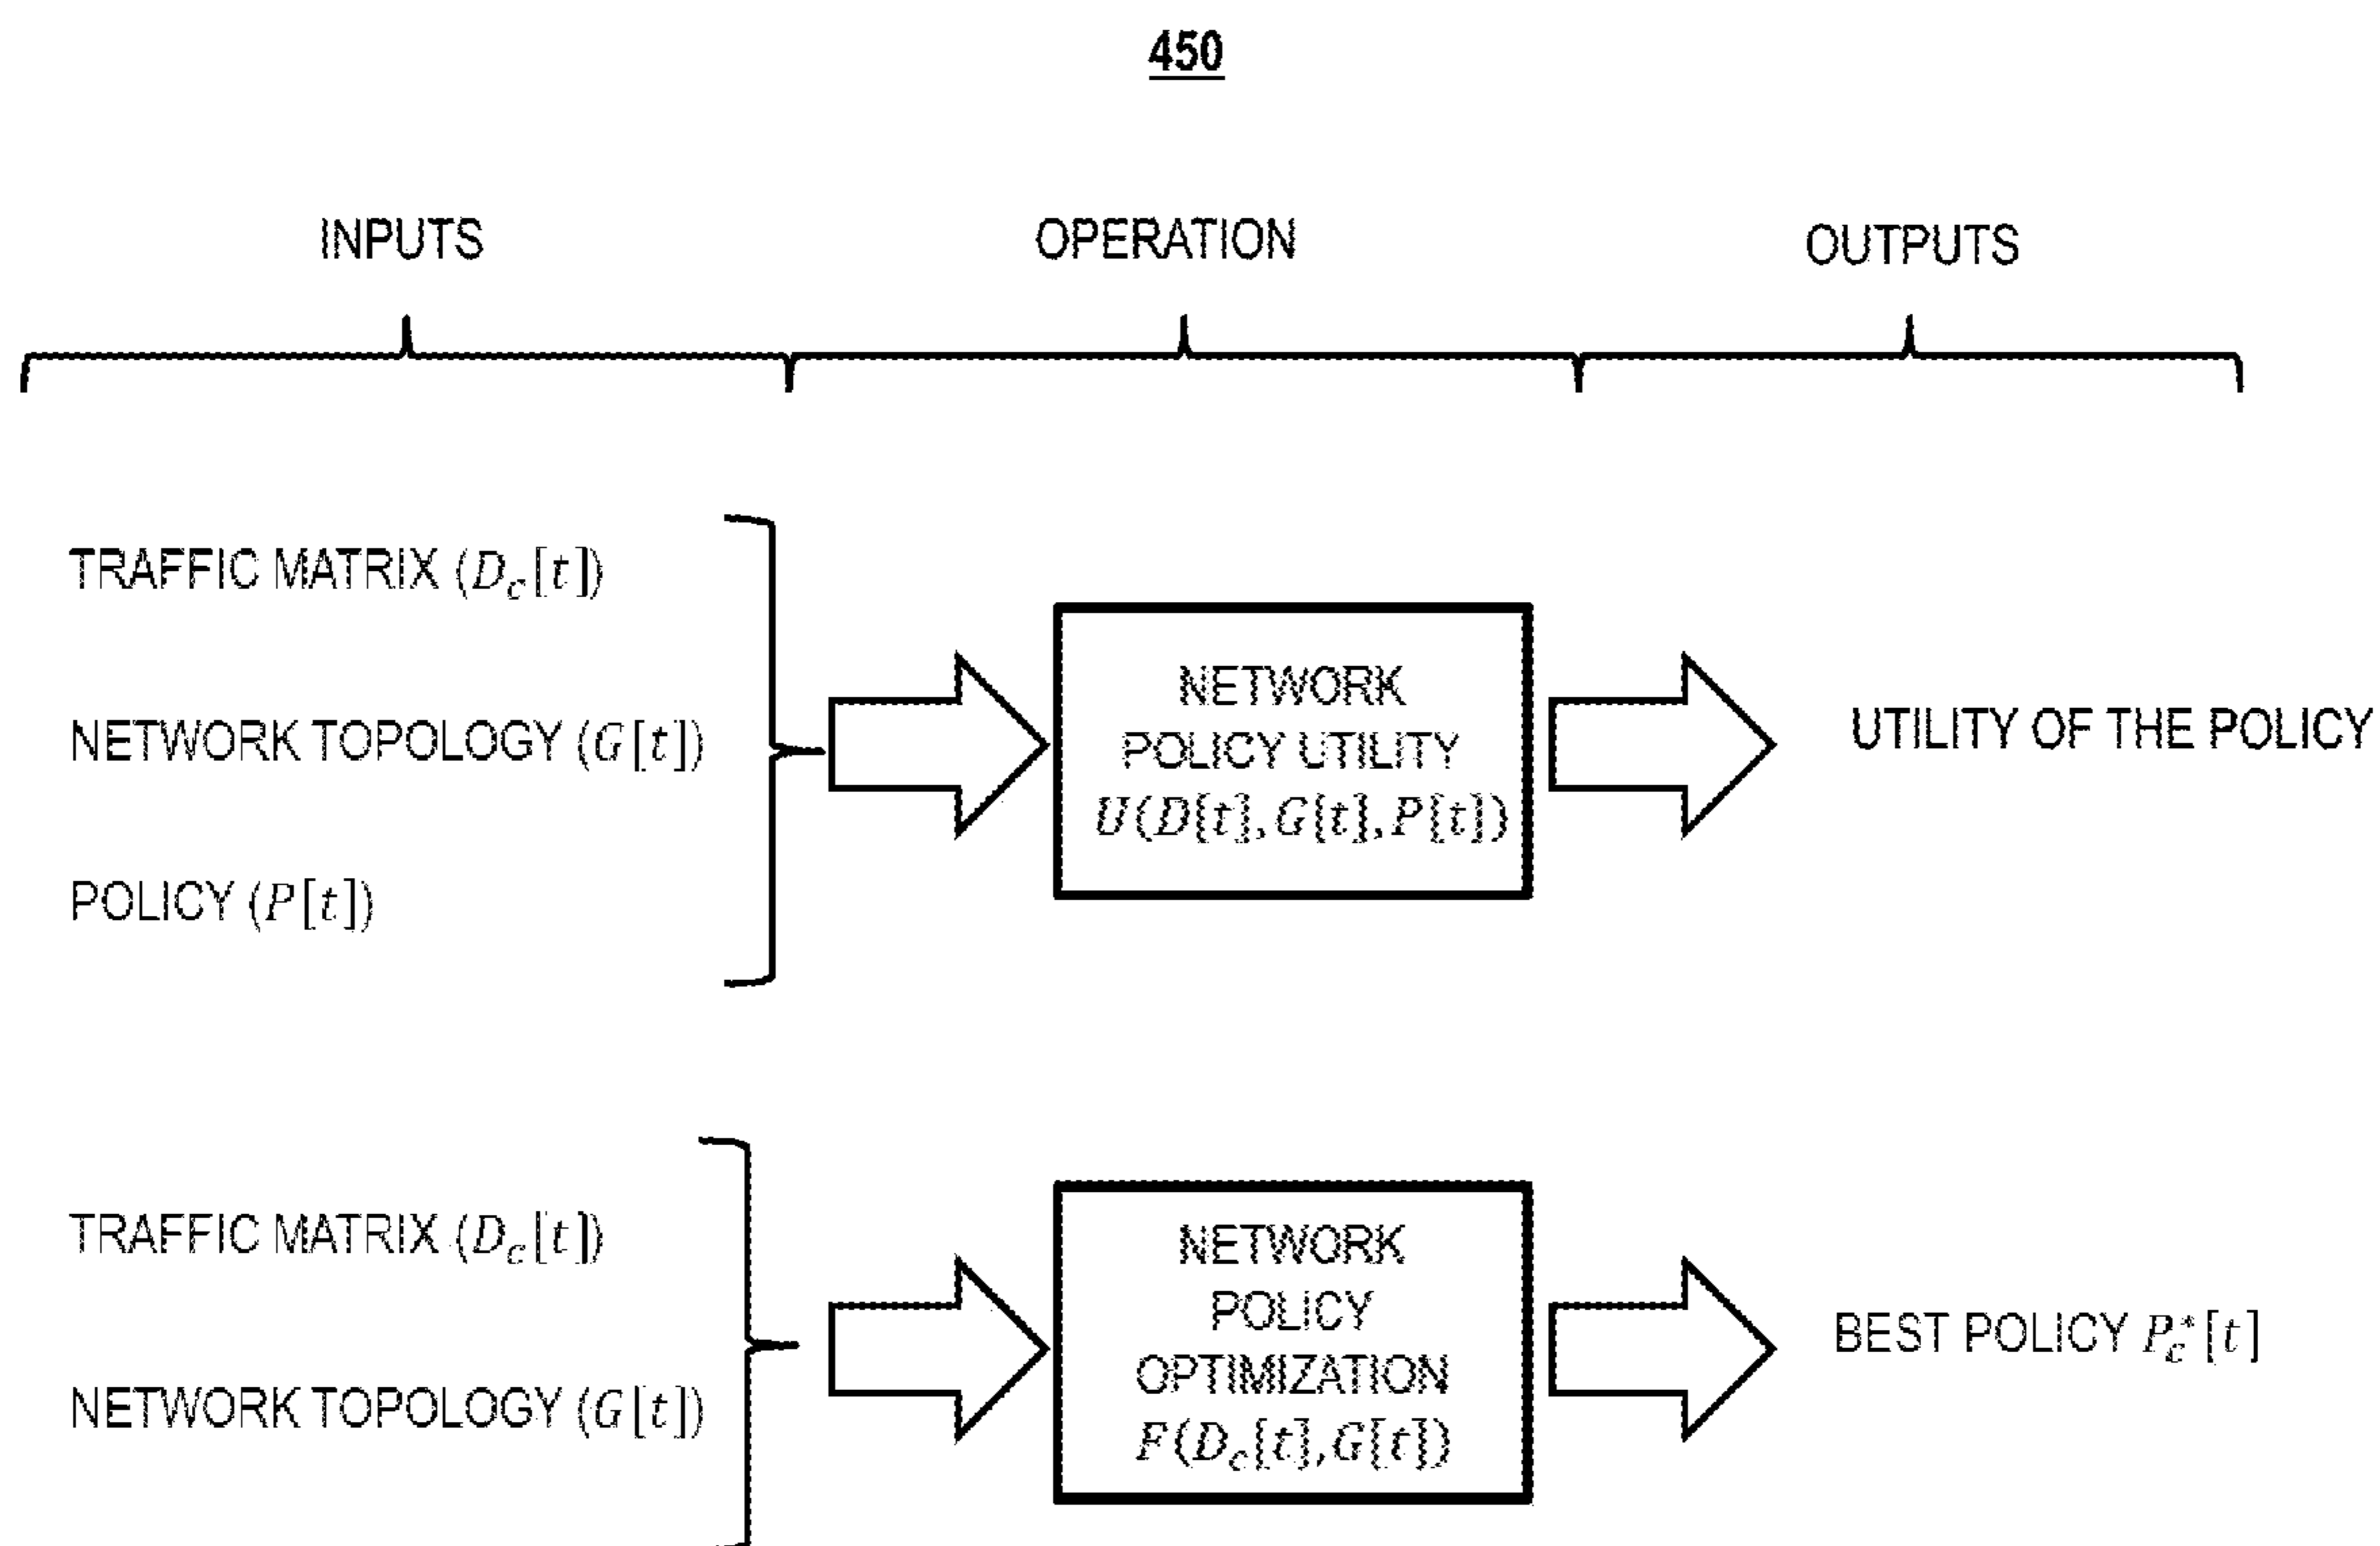 450
INPUTS
OPERATION
OUTPUTS
TRAFFIC MATRIX (D_c[t])
NETWORK TOPOLOGY (G[t])
POLICY (P[t])
NETWORK
POLICY UTILITY
U(D[t], G[t], P[t])
UTILITY OF THE POLICY
TRAFFIC MATRIX (D_c[t])
NETWORK TOPOLOGY (G[t])
NETWORK
POLICY
OPTIMIZATION
F(D_c[t], G[t])
BEST POLICY P_c^*[t]